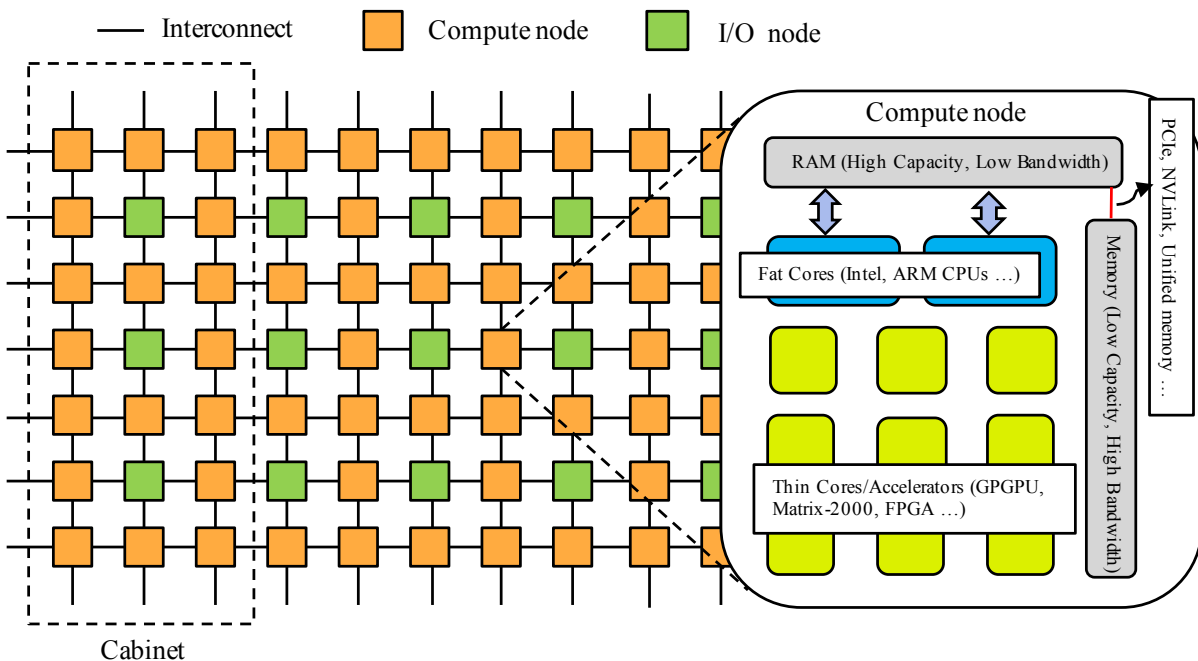 Interconnect
Compute node
I/O node
Compute node
RAM (High Capacity, Low Bandwidth)
PCIe, NVLink, Unified memory …
Fat Cores (Intel, ARM CPUs …)
Memory (Low Capacity, High Bandwidth)
Thin Cores/Accelerators (GPGPU,
Matrix-2000, FPGA …)
Cabinet